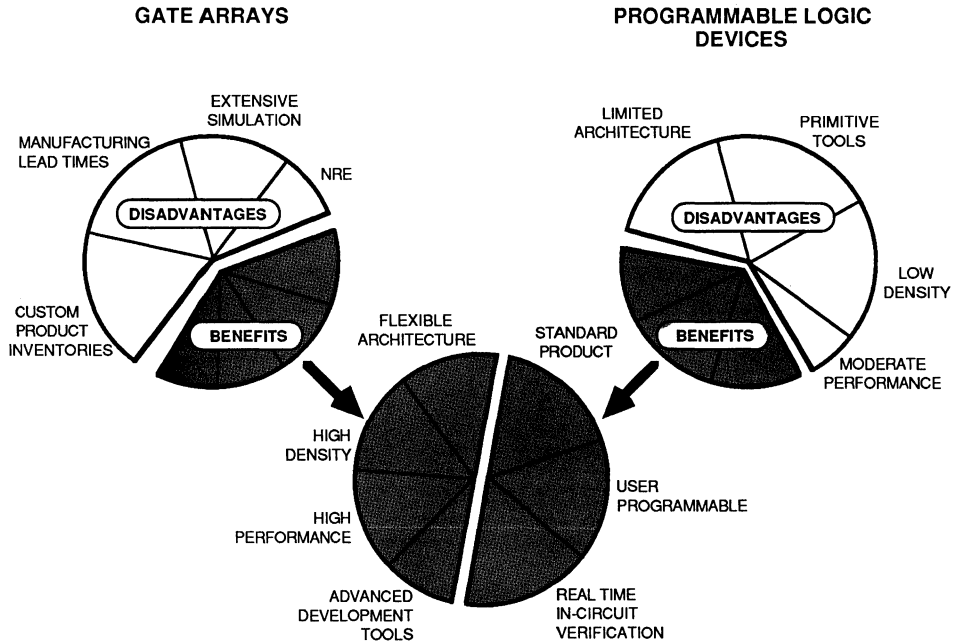 GATE ARRAYS
PROGRAMMABLE LOGIC
DEVICES
EXTENSIVE
SIMULATION
MANUFACTURING
LEAD TIMES
NRE
DISADVANTAGES
CUSTOM
PRODUCT
INVENTORIES
BENEFITS
LIMITED
ARCHITECTURE
PRIMITIVE
TOOLS
DISADVANTAGES
LOW
DENSITY
BENEFITS
MODERATE
PERFORMANCE
FLEXIBLE
ARCHITECTURE
STANDARD
PRODUCT
HIGH
DENSITY
USER
PROGRAMMABLE
HIGH
PERFORMANCE
ADVANCED
DEVELOPMENT
TOOLS
REAL TIME
IN-CIRCUIT
VERIFICATION